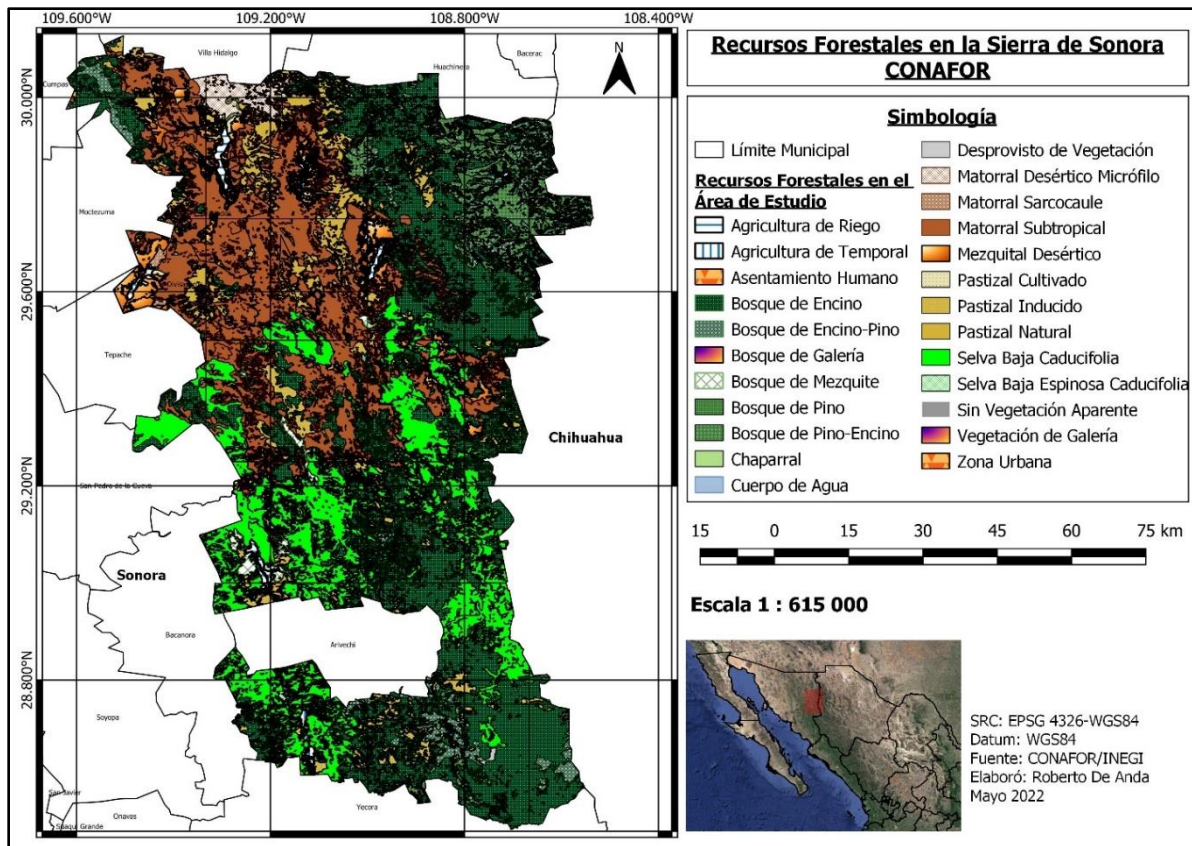 109.600°W
109.200°W
108.800°W
108.400°W
30.000°N
29.600°N
29.200°N
28.800°N
Villa Hidalgo
Bacerac
Huachinera
Cumpas
Moctezuma
Divis
Tepache
San Pedro de la Cueva
Chihuahua
Sonora
Bacanora
Arivechi
Soyopa
San Javier
Onavas
Suaqui Grande
Yecora
N
Recursos Forestales en la Sierra de Sonora
CONAFOR
Simbología
Límite Municipal
Recursos Forestales en el
Área de Estudio
Agricultura de Riego
Agricultura de Temporal
Asentamiento Humano
Bosque de Encino
Bosque de Encino-Pino
Bosque de Galería
Bosque de Mezquite
Bosque de Pino
Bosque de Pino-Encino
Chaparral
Cuerpo de Agua
Desprovisto de Vegetación
Matorral Desértico Micrófilo
Matorral Sarcocaule
Matorral Subtropical
Mezquital Desértico
Pastizal Cultivado
Pastizal Inducido
Pastizal Natural
Selva Baja Caducifolia
Selva Baja Espinosa Caducifolia
Sin Vegetación Aparente
Vegetación de Galería
Zona Urbana
15 0 15 30 45 60 75 km
Escala 1 : 615 000
SRC: EPSG 4326-WGS84
Datum: WGS84
Fuente: CONAFOR/INEGI
Elaboró: Roberto De Anda
Mayo 2022